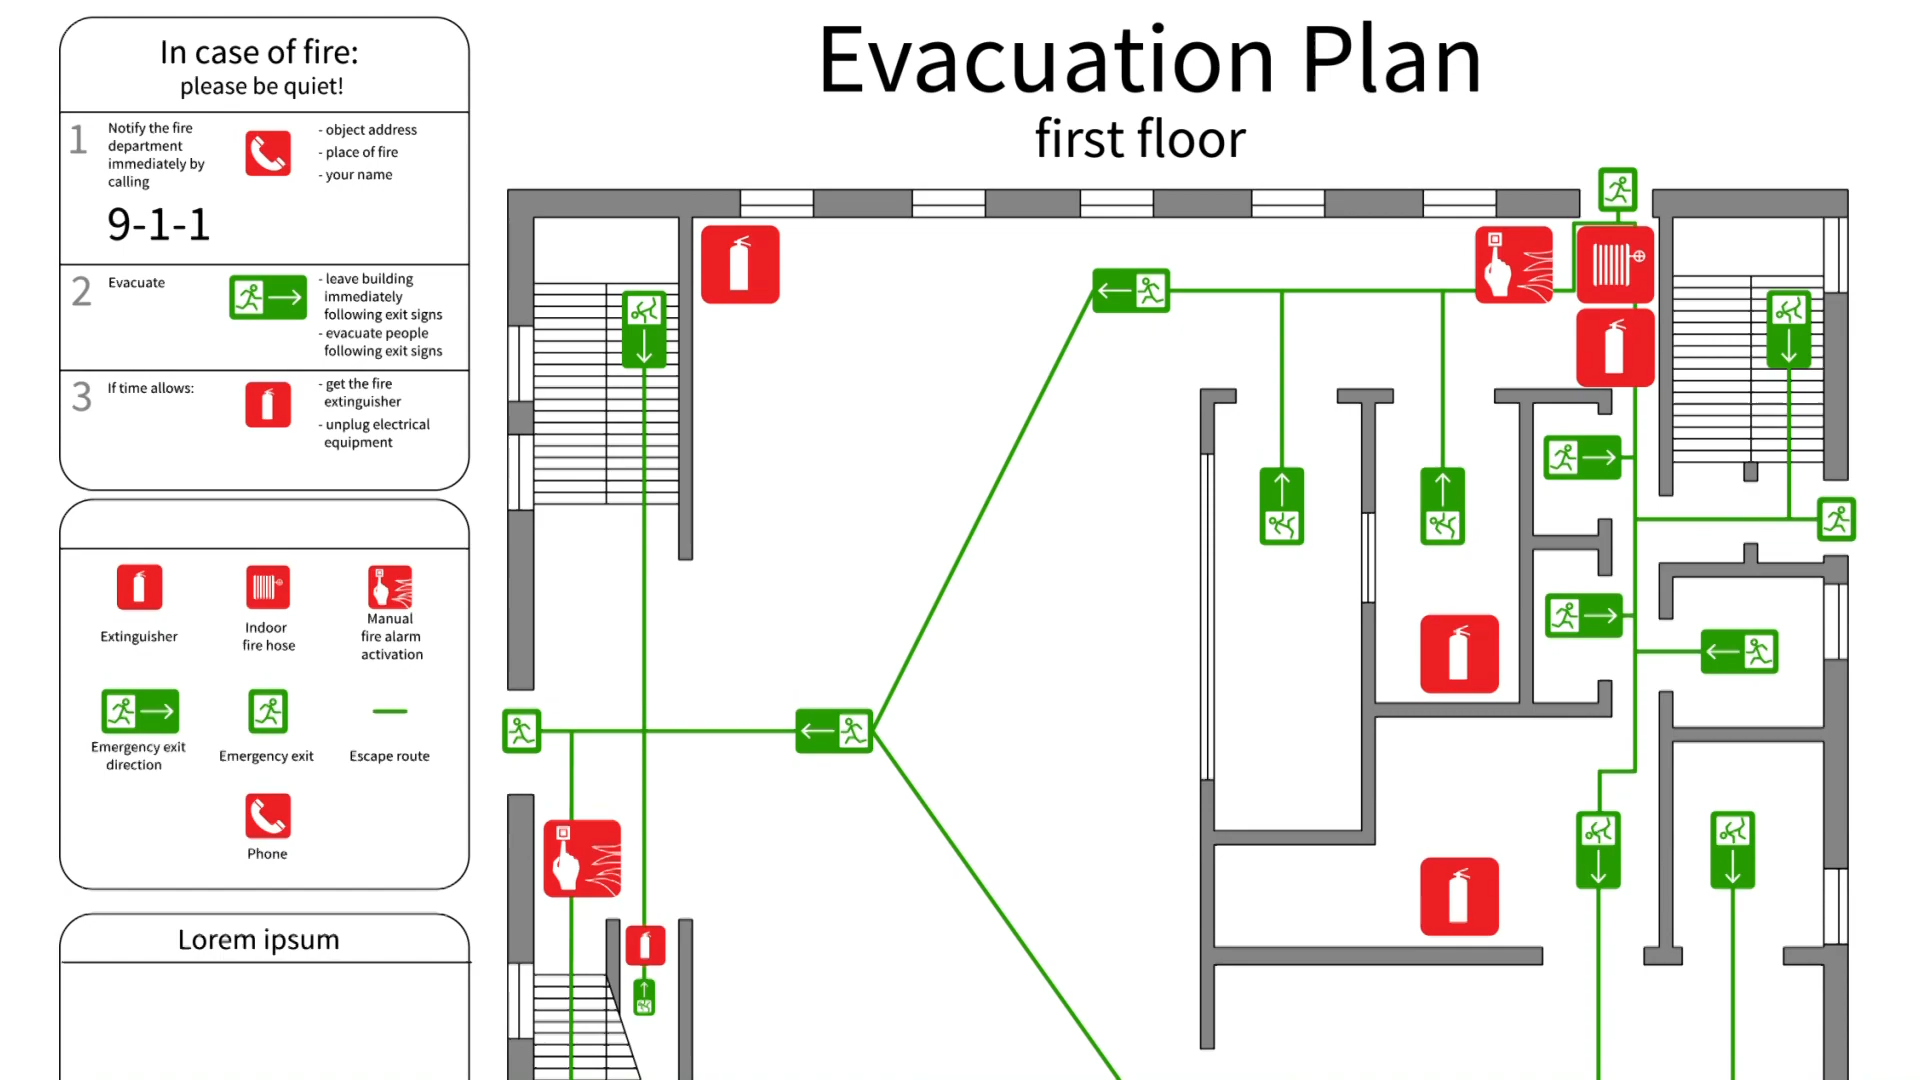 Evacuation Plan
first floor
In case of fire:
please be quiet!
1
Notify the fire
department
immediately by
calling
9-1-1
- object address
- place of fire
- your name
2
Evacuate
- leave building
immediately
following exit signs
- evacuate people
following exit signs
3
If time allows:
- get the fire
extinguisher
- unplug electrical
equipment
Extinguisher
Indoor
fire hose
Manual
fire alarm
activation
Emergency exit
direction
Emergency exit
Escape route
Phone
Lorem ipsum